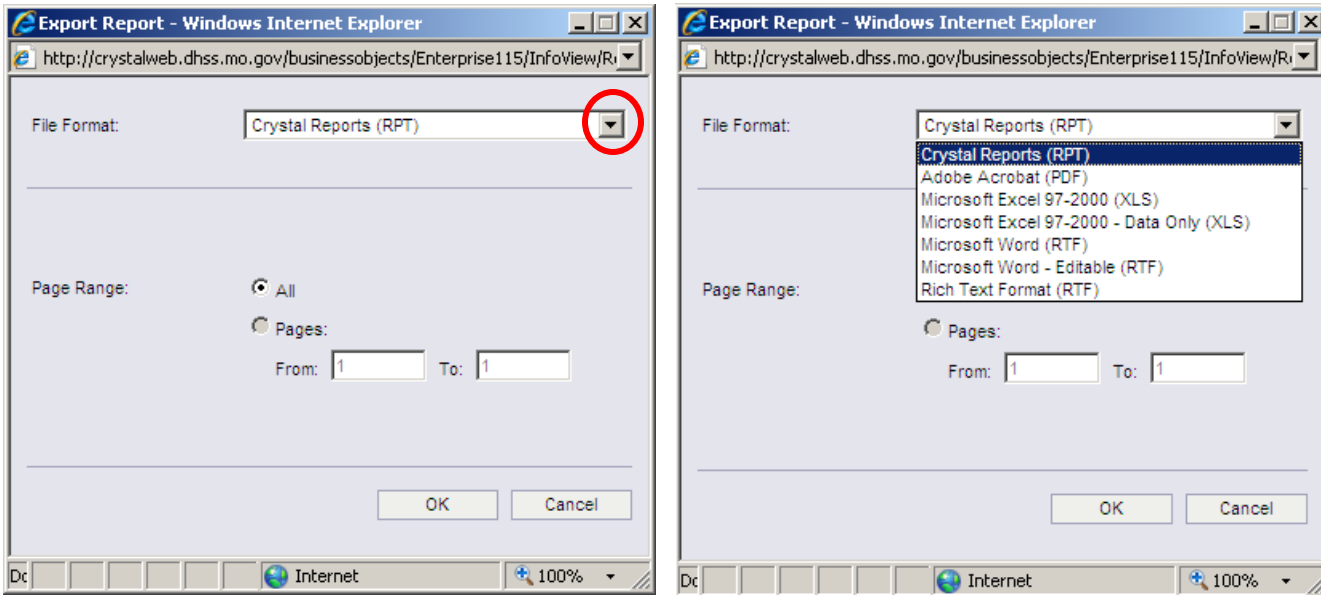 Export Report - Windows Internet Explorer
http://crystalweb.dhss.mo.gov/businessobjects/Enterprise115/InfoView/R
File Format:
Crystal Reports (RPT)
Page Range:
All
Pages:
From: 1 To: 1
OK Cancel
Internet 100%
Export Report - Windows Internet Explorer
http://crystalweb.dhss.mo.gov/businessobjects/Enterprise115/InfoView/R
File Format:
Crystal Reports (RPT)
Crystal Reports (RPT)
Adobe Acrobat (PDF)
Microsoft Excel 97-2000 (XLS)
Microsoft Excel 97-2000 - Data Only (XLS)
Microsoft Word (RTF)
Microsoft Word - Editable (RTF)
Rich Text Format (RTF)
Page Range:
Pages:
From: 1 To: 1
OK Cancel
Internet 100%